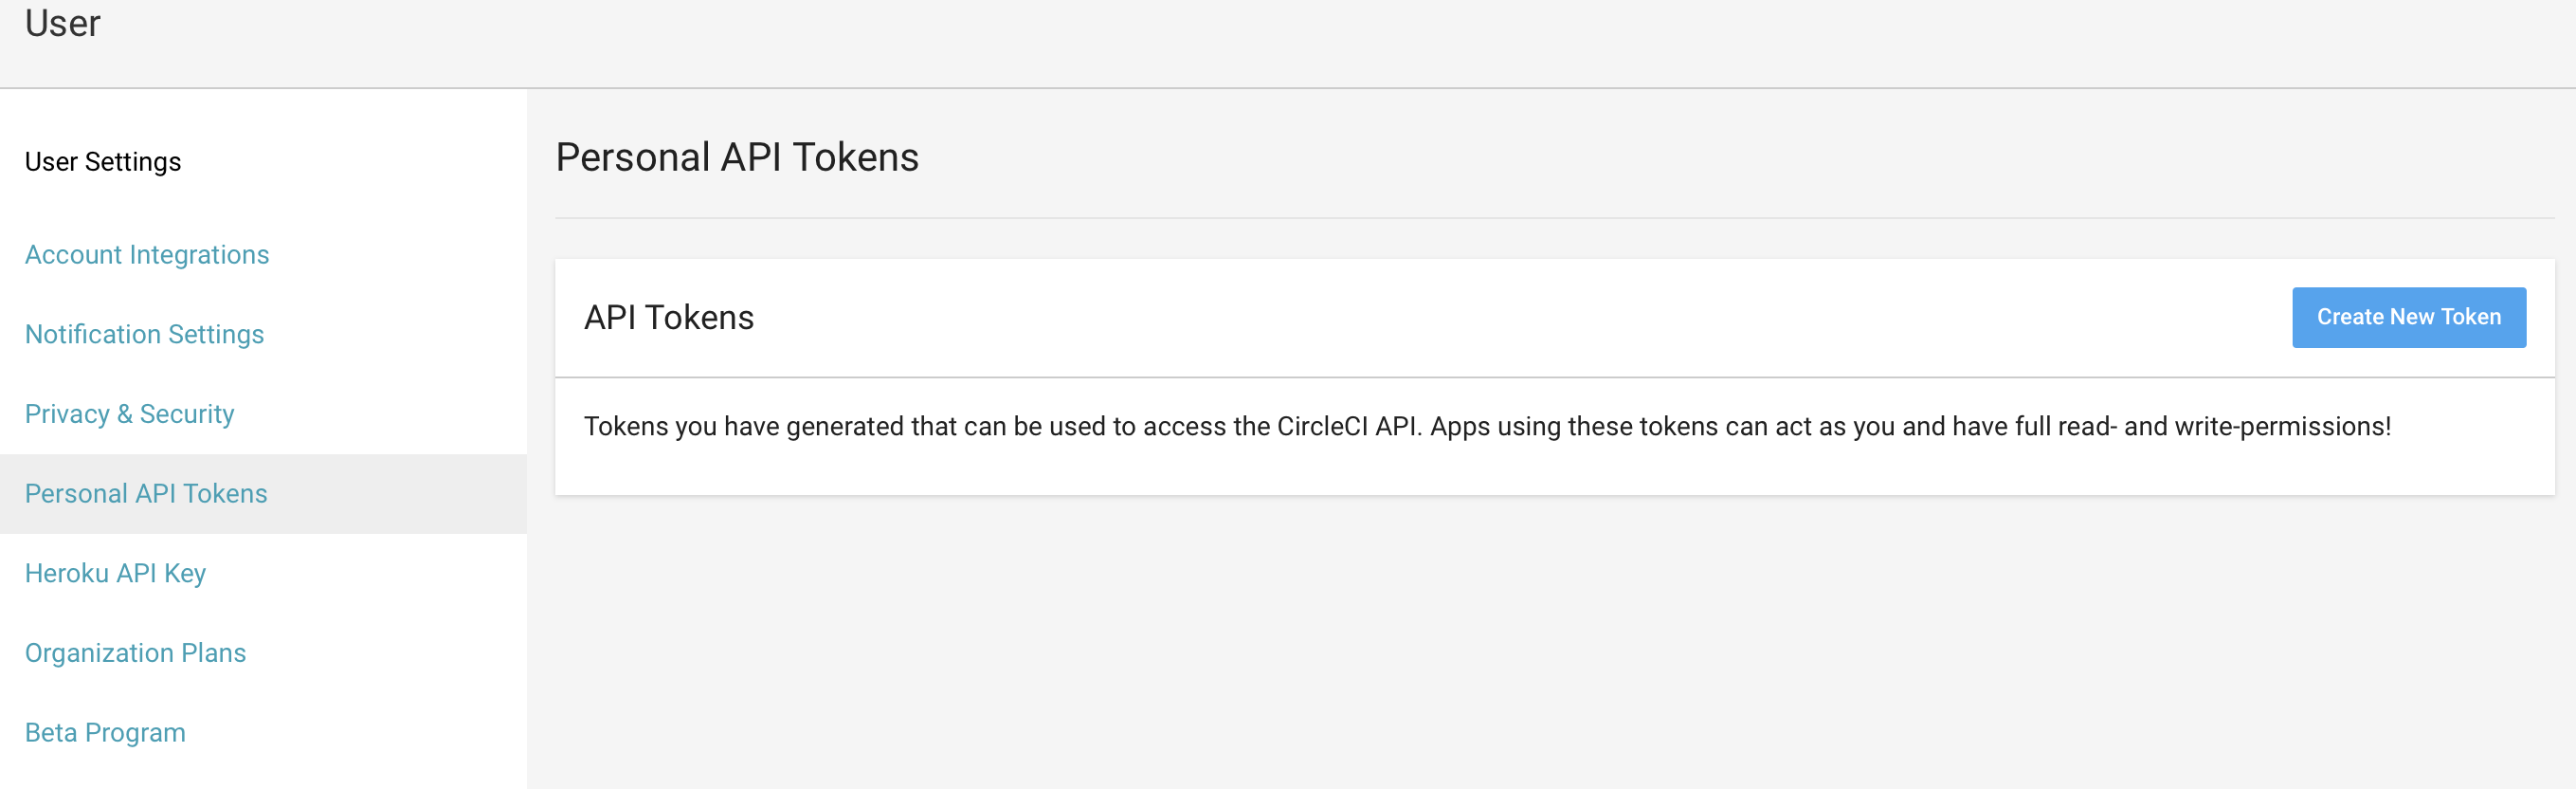 User
User Settings
Account Integrations
Notification Settings
Privacy & Security
Personal API Tokens
Heroku API Key
Organization Plans
Beta Program
Personal API Tokens
API Tokens
Create New Token
Tokens you have generated that can be used to access the CircleCI API. Apps using these tokens can act as you and have full read- and write-permissions!